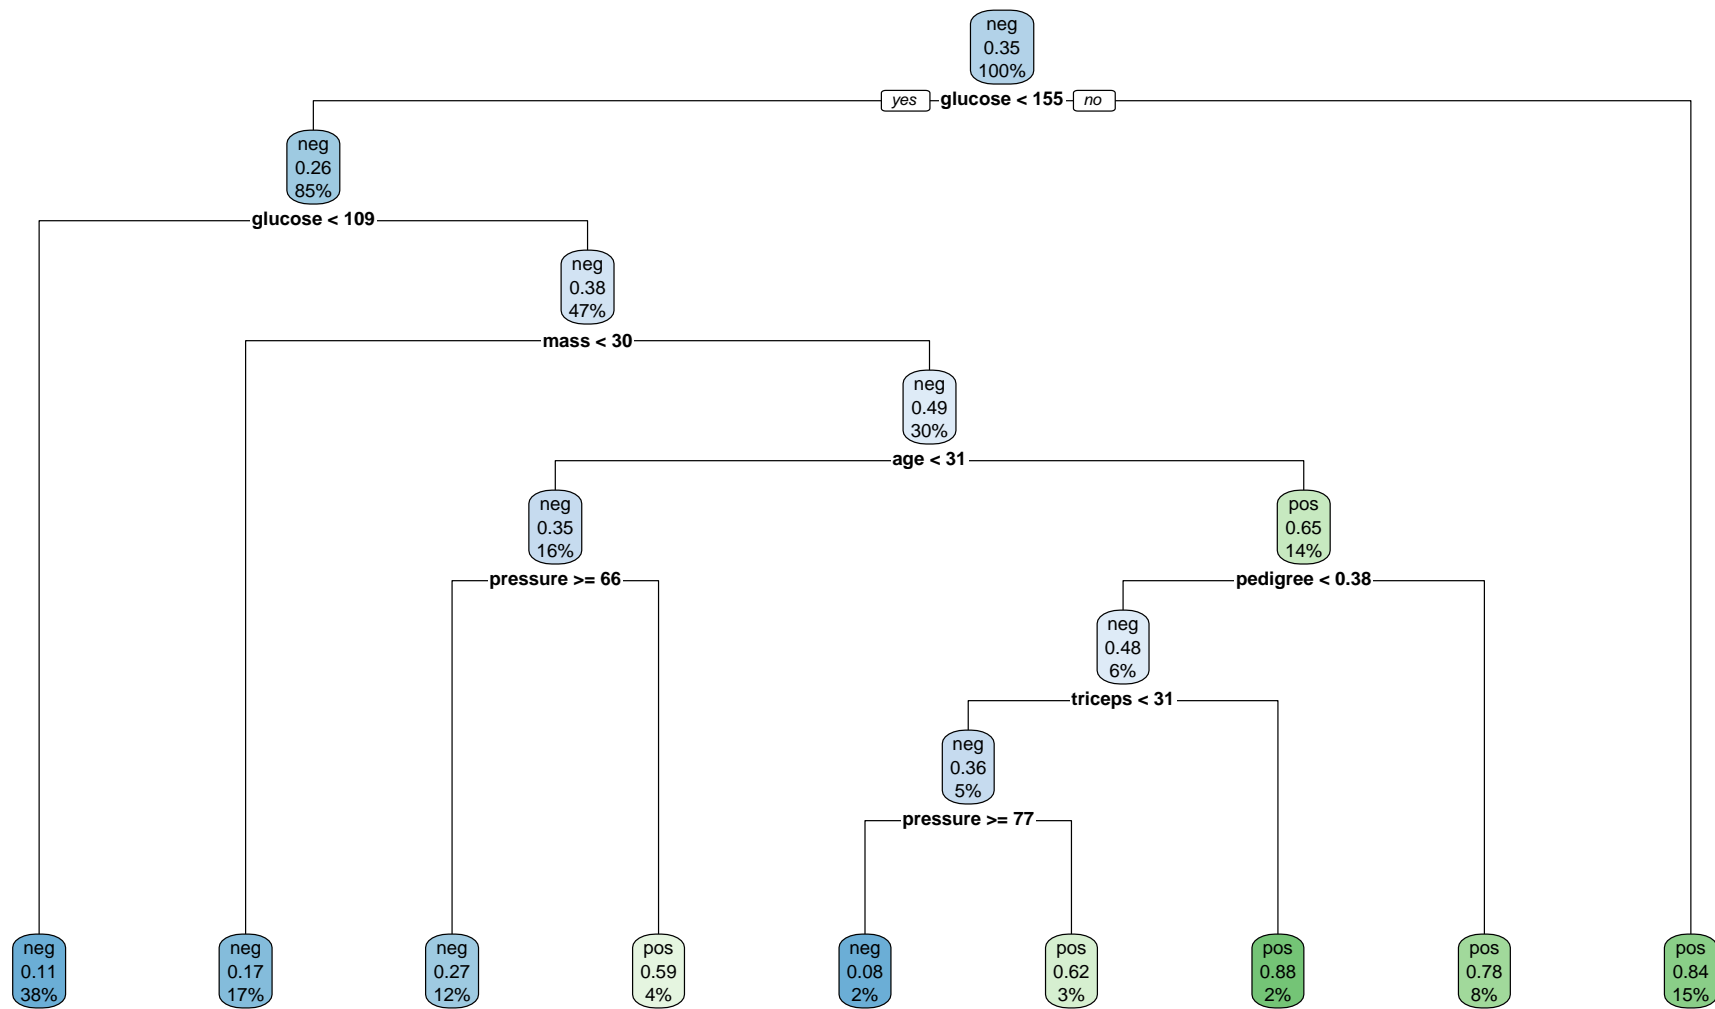 neg
0.35
100%
yes glucose < 155 no
neg
0.26
85%
glucose < 109
neg
0.38
47%
mass < 30
neg
0.49
30%
age < 31
neg
0.35
16%
pressure >= 66
pos
0.65
14%
pedigree < 0.38
neg
0.48
6%
triceps < 31
neg
0.36
5%
pressure >= 77
neg
0.11
38%
neg
0.17
17%
neg
0.27
12%
pos
0.59
4%
neg
0.08
2%
pos
0.62
3%
pos
0.88
2%
pos
0.78
8%
pos
0.84
15%